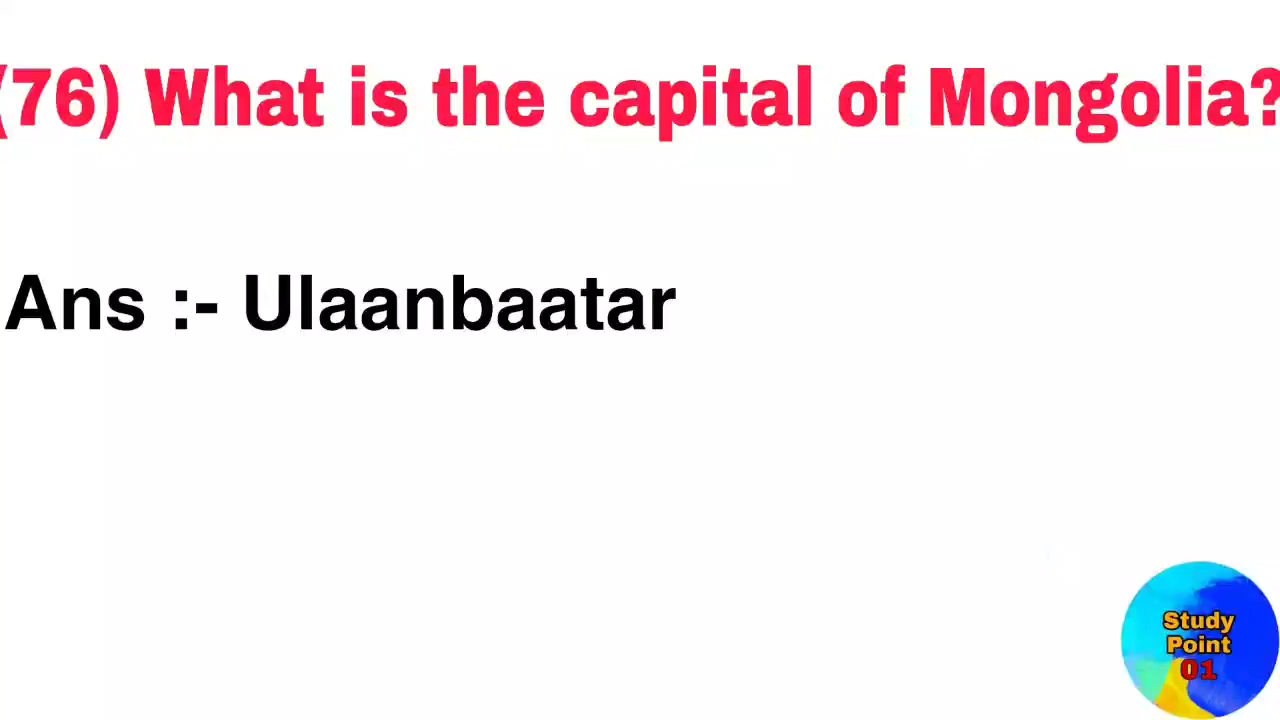 (76) What is the capital of Mongolia?
Ans :- Ulaanbaatar
Study
Point
01